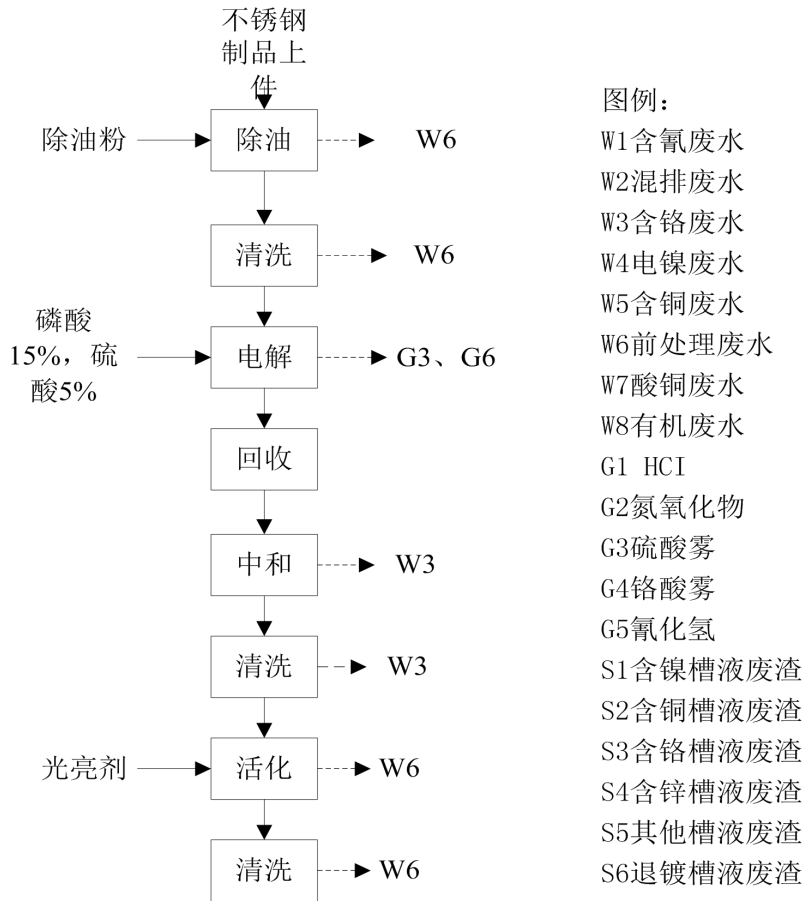 不锈钢
制品上
件
除油粉
除油
W6
清洗
W6
磷酸
15%，硫
酸5%
电解
G3、G6
回收
中和
W3
清洗
W3
光亮剂
活化
W6
清洗
W6
图例：
W1含氰废水
W2混排废水
W3含铬废水
W4电镍废水
W5含铜废水
W6前处理废水
W7酸铜废水
W8有机废水
G1 HCI
G2氮氧化物
G3硫酸雾
G4铬酸雾
G5氰化氢
S1含镍槽液废渣
S2含铜槽液废渣
S3含铬槽液废渣
S4含锌槽液废渣
S5其他槽液废渣
S6退镀槽液废渣